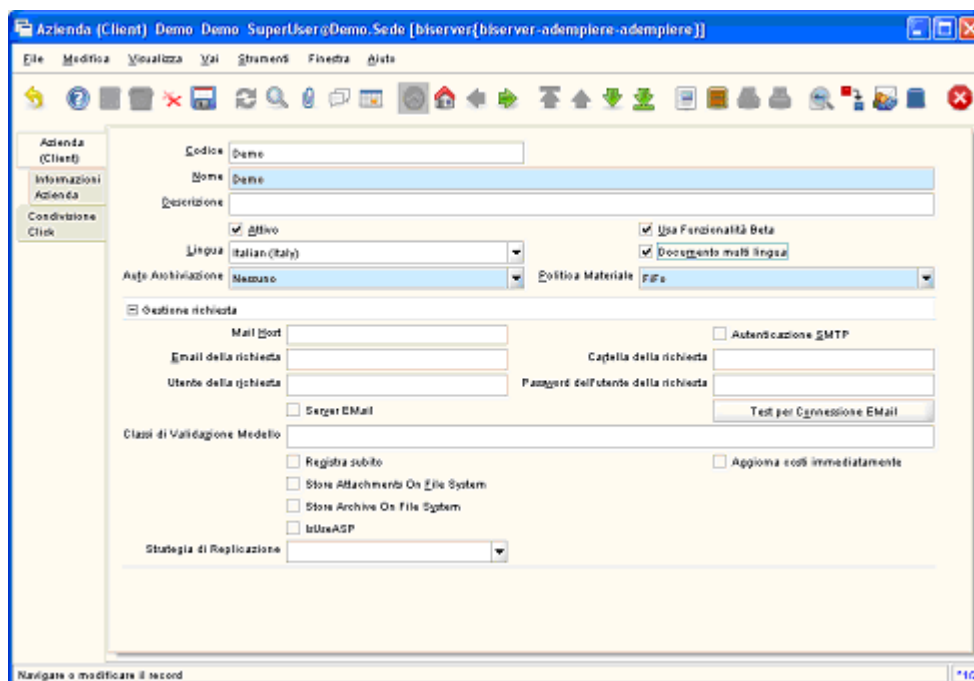 Azienda (Client) Demo Demo SuperUser@Demo.Sede [biserver{biserver-adempiere-adempiere}]
File Modifica Visualizza Vai Strumenti Finestra Aiuto
Azienda (Client)
Informazioni Azienda
Condivisione Click
Codice Demo
Nome Demo
Descrizione
Attivo Usa Funzionalità Beta
Lingua Italian (Italy) Documento multi lingua
Auto Archiviazione Nessuno Politica Materiale FiFo
Gestione richiesta
Mail Host Autenticazione SMTP
Email della richiesta Cartella della richiesta
Utente della richiesta Password dell'utente della richiesta
Server EMail Test per Connessione EMail
Classi di Validazione Modello
Registra subito Aggiorna costi immediatamente
Store Attachments On File System
Store Archive On File System
IsUseASP
Strategia di Replicazione
Navigare o modificare il record